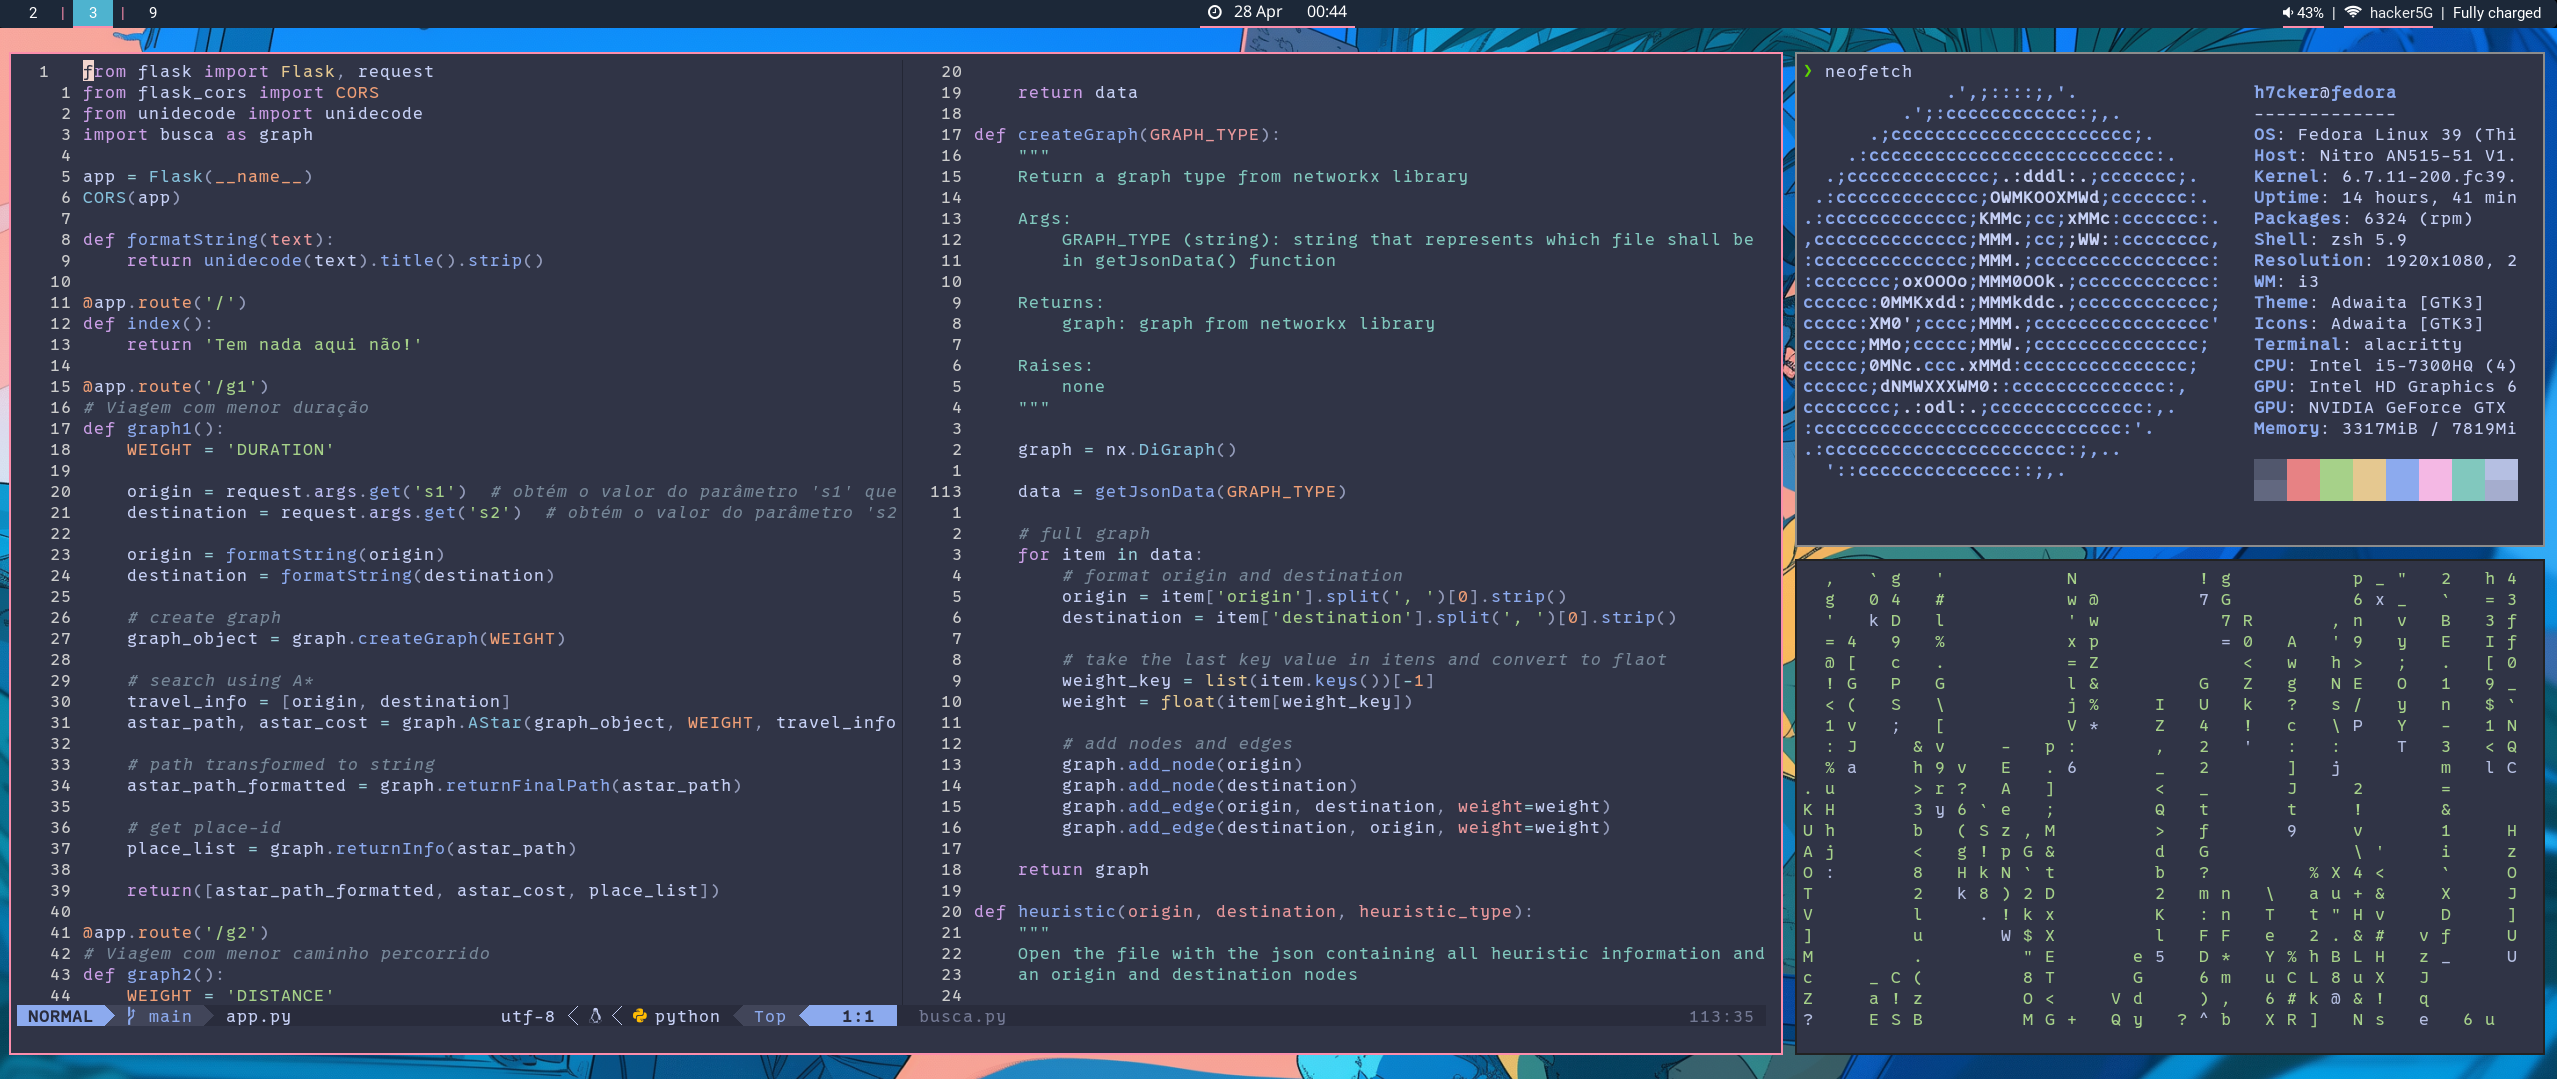 2 | 3 | 9
28 Apr 00:44
43% | hacker5G | Fully charged
1 from flask import Flask, request
1 from flask_cors import CORS
2 from unidecode import unidecode
3 import busca as graph
4
5 app = Flask(__name__)
6 CORS(app)
7
8 def formatString(text):
9 return unidecode(text).title().strip()
10
11 @app.route('/')
12 def index():
13 return 'Tem nada aqui não!'
14
15 @app.route('/g1')
16 # Viagem com menor duração
17 def graph1():
18 WEIGHT = 'DURATION'
19
20 origin = request.args.get('s1') # obtém o valor do parâmetro 's1' que
21 destination = request.args.get('s2') # obtém o valor do parâmetro 's2
22
23 origin = formatString(origin)
24 destination = formatString(destination)
25
26 # create graph
27 graph_object = graph.createGraph(WEIGHT)
28
29 # search using A*
30 travel_info = [origin, destination]
31 astar_path, astar_cost = graph.AStar(graph_object, WEIGHT, travel_info
32
33 # path transformed to string
34 astar_path_formatted = graph.returnFinalPath(astar_path)
35
36 # get place-id
37 place_list = graph.returnInfo(astar_path)
38
39 return([astar_path_formatted, astar_cost, place_list])
40
41 @app.route('/g2')
42 # Viagem com menor caminho percorrido
43 def graph2():
44 WEIGHT = 'DISTANCE'
NORMAL main app.py utf-8 python Top 1:1
20
19 return data
18
17 def createGraph(GRAPH_TYPE):
16 """
15 Return a graph type from networkx library
14
13 Args:
12 GRAPH_TYPE (string): string that represents which file shall be
11 in getJsonData() function
10
9 Returns:
8 graph: graph from networkx library
7
6 Raises:
5 none
4 """
3
2 graph = nx.DiGraph()
1
113 data = getJsonData(GRAPH_TYPE)
1
2 # full graph
3 for item in data:
4 # format origin and destination
5 origin = item['origin'].split(', ')[0].strip()
6 destination = item['destination'].split(', ')[0].strip()
7
8 # take the last key value in itens and convert to flaot
9 weight_key = list(item.keys())[-1]
10 weight = float(item[weight_key])
11
12 # add nodes and edges
13 graph.add_node(origin)
14 graph.add_node(destination)
15 graph.add_edge(origin, destination, weight=weight)
16 graph.add_edge(destination, origin, weight=weight)
17
18 return graph
19
20 def heuristic(origin, destination, heuristic_type):
21 """
22 Open the file with the json containing all heuristic information and
23 an origin and destination nodes
24
busca.py 113:35
❯ neofetch
h7cker@fedora
-------------
OS: Fedora Linux 39 (Thi
Host: Nitro AN515-51 V1.
Kernel: 6.7.11-200.fc39.
Uptime: 14 hours, 41 min
Packages: 6324 (rpm)
Shell: zsh 5.9
Resolution: 1920x1080, 2
WM: i3
Theme: Adwaita [GTK3]
Icons: Adwaita [GTK3]
Terminal: alacritty
CPU: Intel i5-7300HQ (4)
GPU: Intel HD Graphics 6
GPU: NVIDIA GeForce GTX
Memory: 3317MiB / 7819Mi